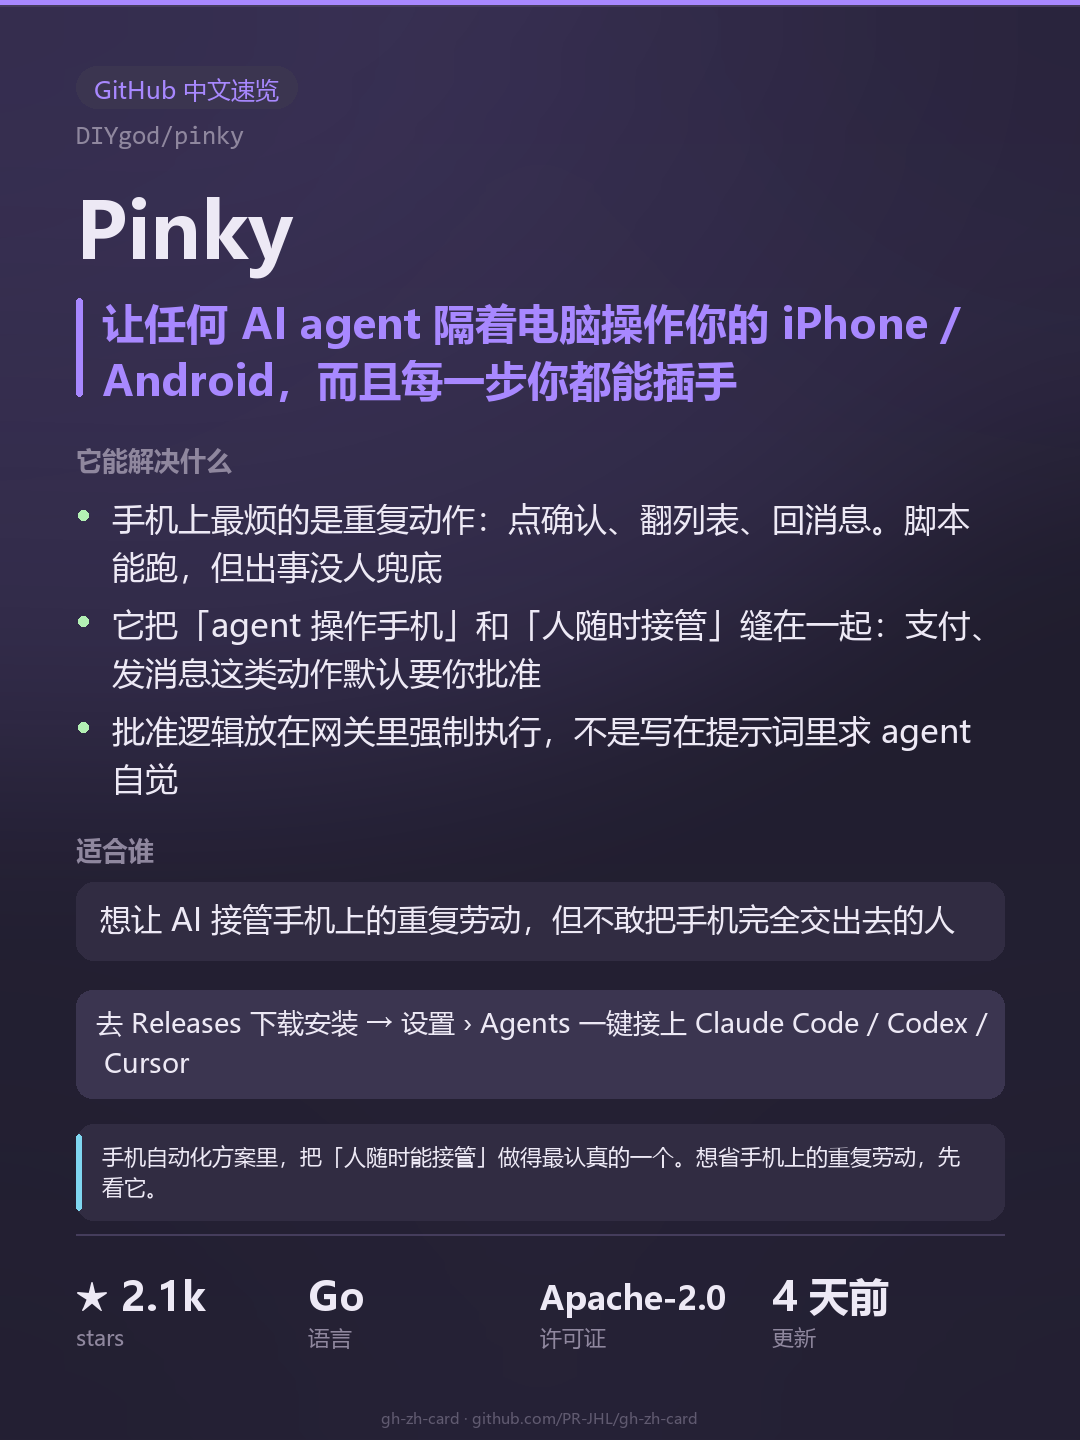 GitHub 中文速览
DIYgod/pinky
Pinky
让任何 AI agent 隔着电脑操作你的 iPhone /
Android，而且每一步你都能插手
它能解决什么
手机上最烦的是重复动作：点确认、翻列表、回消息。脚本
能跑，但出事没人兜底
它把「agent 操作手机」和「人随时接管」缝在一起：支付、
发消息这类动作默认要你批准
批准逻辑放在网关里强制执行，不是写在提示词里求 agent
自觉
适合谁
想让 AI 接管手机上的重复劳动，但不敢把手机完全交出去的人
去 Releases 下载安装 → 设置 › Agents 一键接上 Claude Code / Codex /
Cursor
手机自动化方案里，把「人随时能接管」做得最认真的一个。想省手机上的重复劳动，先
看它。
★ 2.1k
stars
Go
语言
Apache-2.0
许可证
4 天前
更新
gh-zh-card · github.com/PR-JHL/gh-zh-card